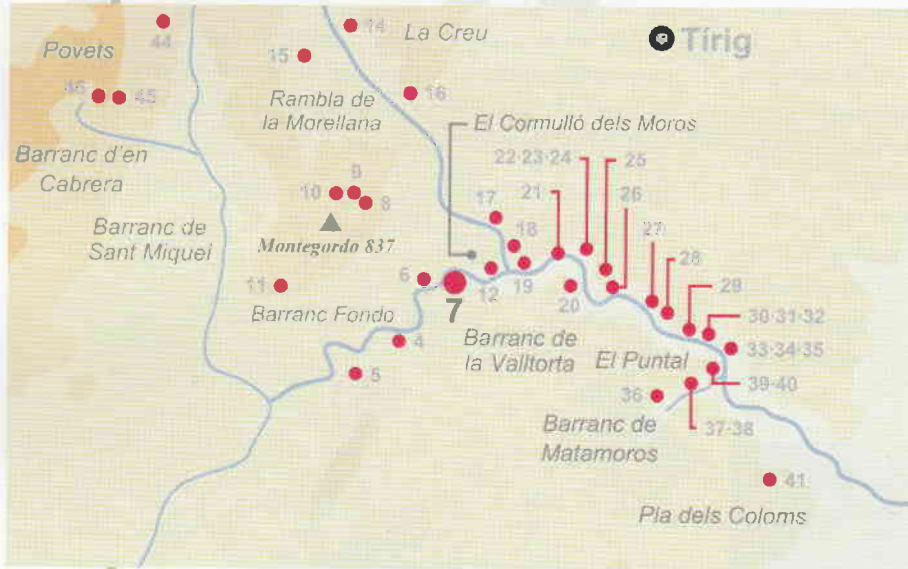 44
14
La Creu
Tírig
Povets
15
46
45
16
Rambla de
la Morellana
El Cormulló dels Moros
Barranc d'en
Cabrera
22-23-24
25
9
10
8
21
26
17
27
Barranc de
Sant Miquel
18
28
Montegordo 837
6
11
12
19
20
29
7
Barranc Fondo
30-31-32
4
Barranc de
la Valltorta
El Puntal
33-34-35
5
36
39-40
Barranc de
Matamoros
37-38
41
Pla dels Coloms